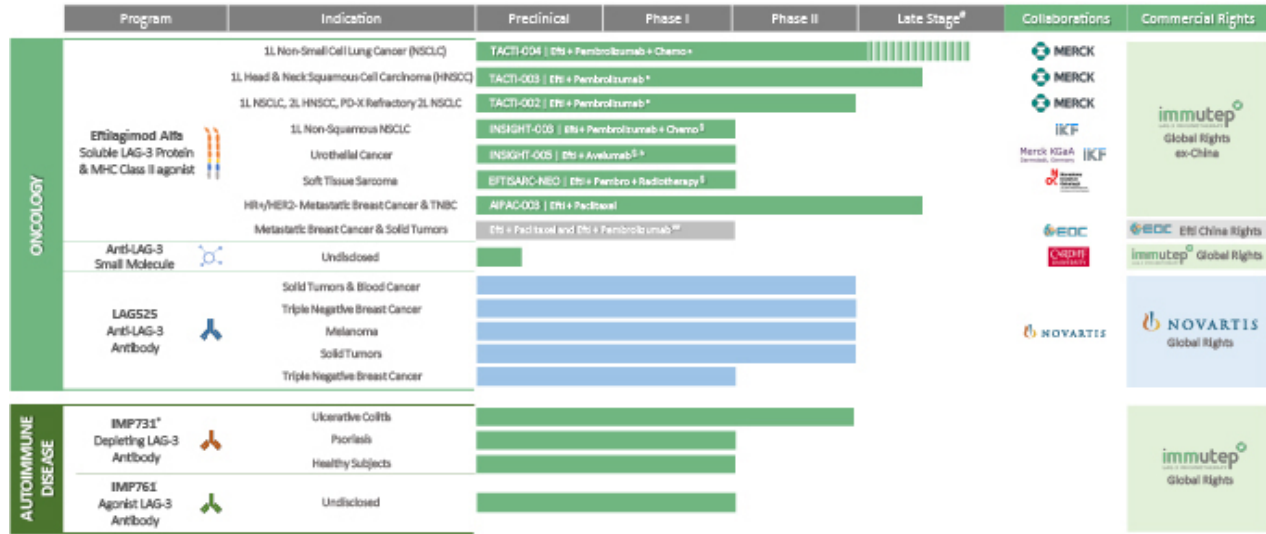 Program Indication Preclinical Phase I Phase II Late Stage# Collaborations Commercial Rights
ONCOLOGY
Eftilagimod Alfa
Soluble LAG-3 Protein
& MHC Class II agonist
1L Non-Small Cell Lung Cancer (NSCLC) TACTI-004 | Efti + Pembrolizumab + Chemo MERCK
1L Head & Neck Squamous Cell Carcinoma (HNSCC) TACTI-003 | Efti + Pembrolizumab MERCK
1L NSCLC, 2L HNSCC, PD-X Refractory 2L NSCLC TACTI-002 | Efti + Pembrolizumab MERCK
1L Non-Squamous NSCLC INSIGHT-003 | Efti + Pembrolizumab + Chemo§ IKF
Urothelial Cancer INSIGHT-005 | Efti + Avelumab Merck KGaA IKF
Soft Tissue Sarcoma EFTISARC-NEO | Efti + Pembro + Radiotherapy§
HR+/HER2- Metastatic Breast Cancer & TNBC AIPAC-003 | Efti + Paclitaxel
Metastatic Breast Cancer & Solid Tumors Efti + Paclitaxel and Efti + Pembrolizumab EOC
immutep
Global Rights
ex-China
EOC Efti China Rights
Anti-LAG-3
Small Molecule
Undisclosed CARDIFF UNIVERSITY immutep Global Rights
LAG525
Anti-LAG-3
Antibody
Solid Tumors & Blood Cancer
Triple Negative Breast Cancer
Melanoma
Solid Tumors
Triple Negative Breast Cancer
NOVARTIS
NOVARTIS
Global Rights
AUTOIMMUNE
DISEASE
IMP731*
Depleting LAG-3
Antibody
Ulcerative Colitis
Psoriasis
Healthy Subjects
IMP761
Agonist LAG-3
Antibody
Undisclosed
immutep
Global Rights